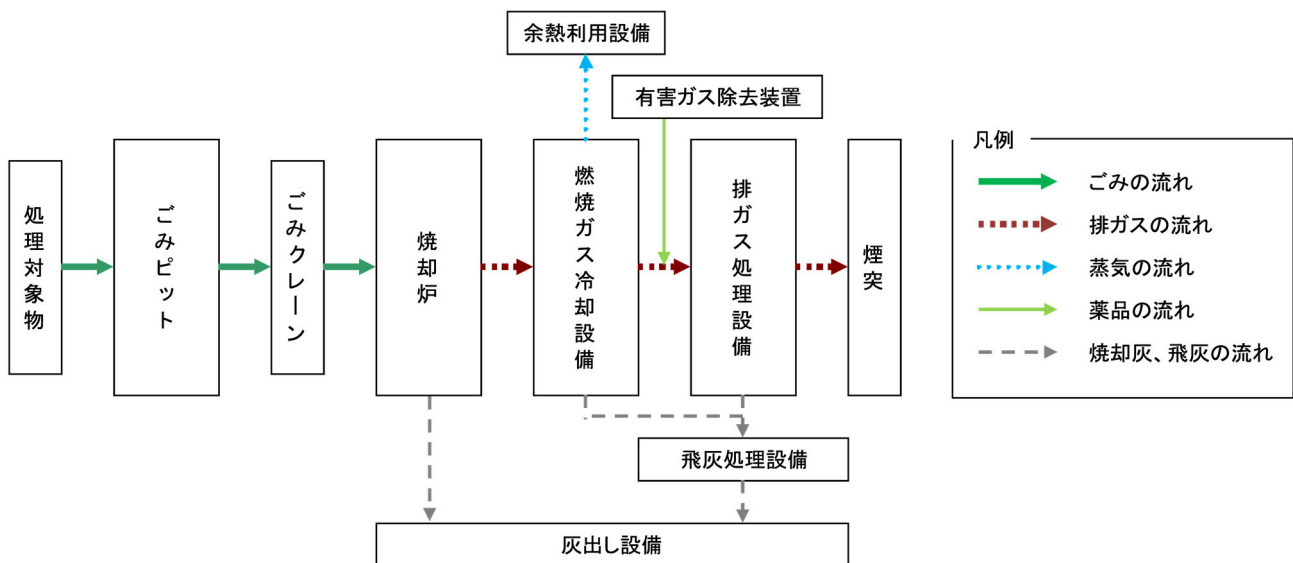 余熱利用設備
有害ガス除去装置
処理対象物
ごみピット
ごみクレーン
焼却炉
燃焼ガス冷却設備
排ガス処理設備
煙突
飛灰処理設備
灰出し設備
凡例
ごみの流れ
排ガスの流れ
蒸気の流れ
薬品の流れ
焼却灰、飛灰の流れ